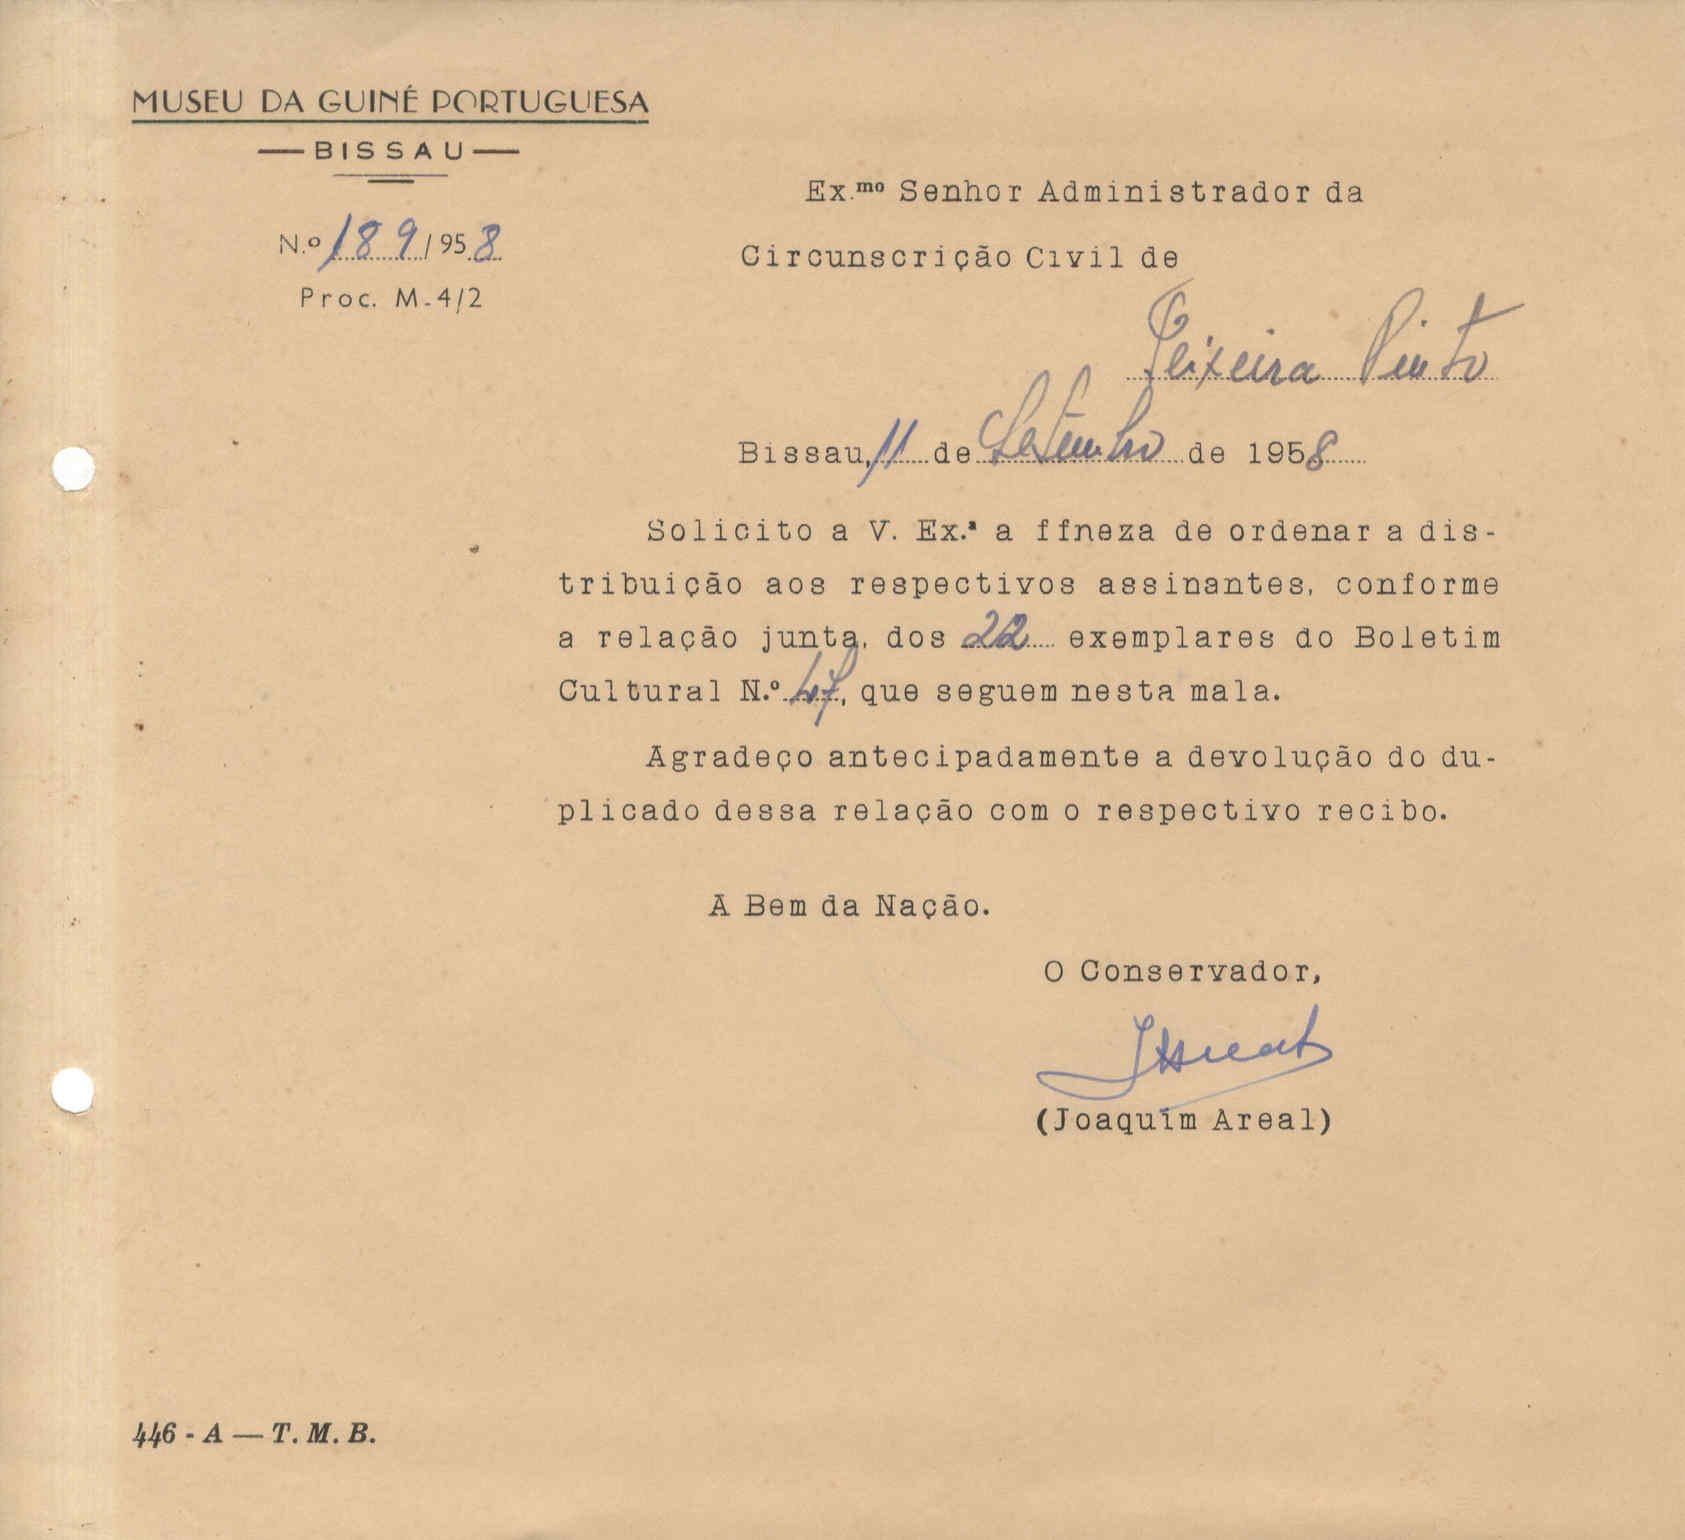 MUSEU DA GUINÉ PORTUGUESA
— BISSAU —
N.º 189/958
Proc. M-4/2
Ex.mo Senhor Administrador da
Circunscrição Civil de
Teixeira Pinto
Bissau, 11 de Setembro de 1958
Solicito a V. Ex.ª a ffneza de ordenar a dis-
tribuição aos respectivos assinantes, conforme
a relação junta, dos 22 exemplares do Boletim
Cultural N.º 47, que seguem nesta mala.
Agradeço antecipadamente a devolução do du-
plicado dessa relação com o respectivo recibo.
A Bem da Nação.
O Conservador,
(Joaquim Areal)
446 - A — T. M. B.